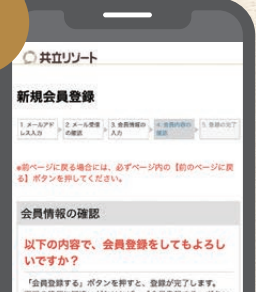 共立リゾート
新規会員登録
1.メールアド
レス入力
2.メール受信
の確認
3.会員情報の
入力
4.会員内容の
確認
5.登録の完了
※前ページに戻る場合には、必ずページ内の【前のページに戻
る】ボタンを押してください。
会員情報の確認
以下の内容で、会員登録をしてもよろし
いですか？
「会員登録する」ボタンを押すと、登録が完了します。